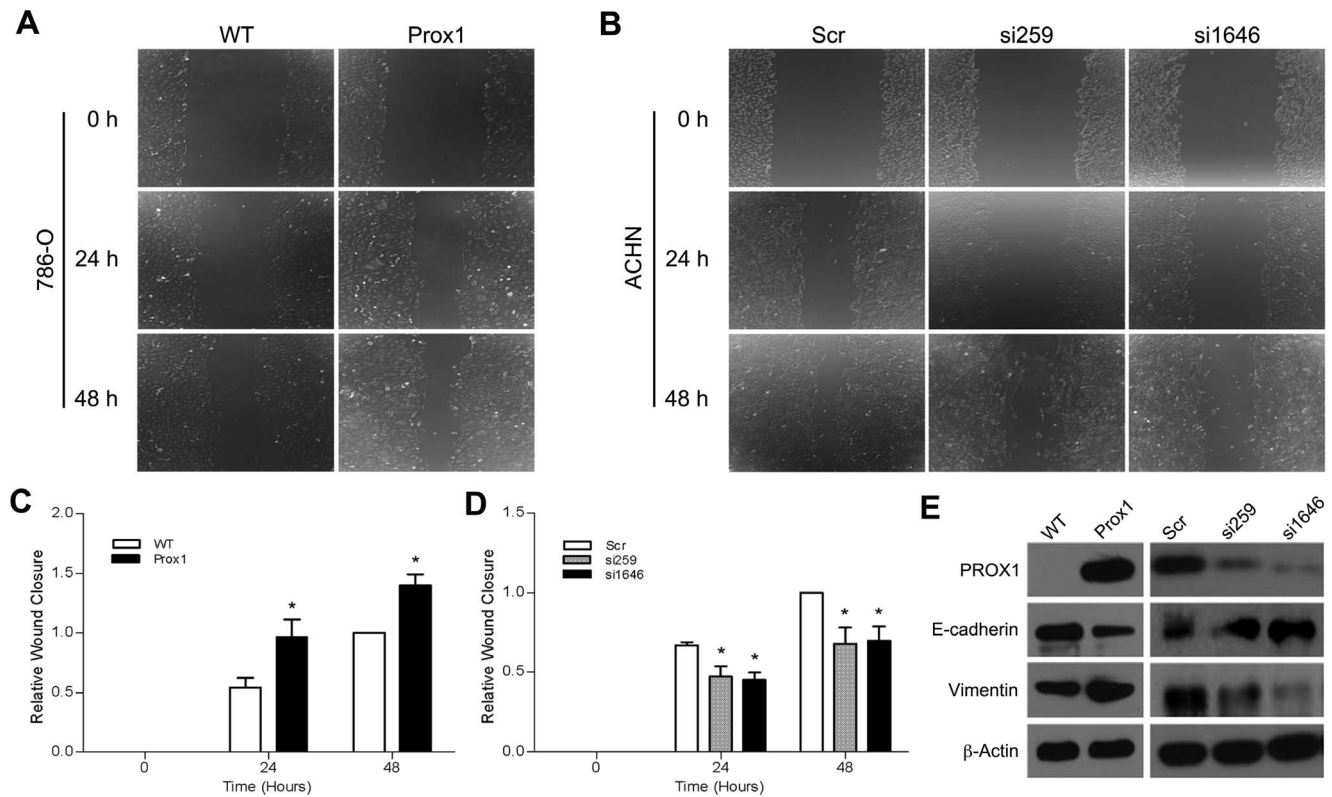 A
WT
Prox1
786-O
0 h
24 h
48 h
B
Scr
si259
si1646
ACHN
0 h
24 h
48 h
C
Relative Wound Closure
2.0
1.5
1.0
0.5
0.0
WT
Prox1
*
*
0
24
48
Time (Hours)
D
Relative Wound Closure
1.5
1.0
0.5
0.0
Scr
si259
si1646
* *
* *
0
24
48
Time (Hours)
E
WT
Prox1
Scr
si259
si1646
PROX1
E-cadherin
Vimentin
β-Actin